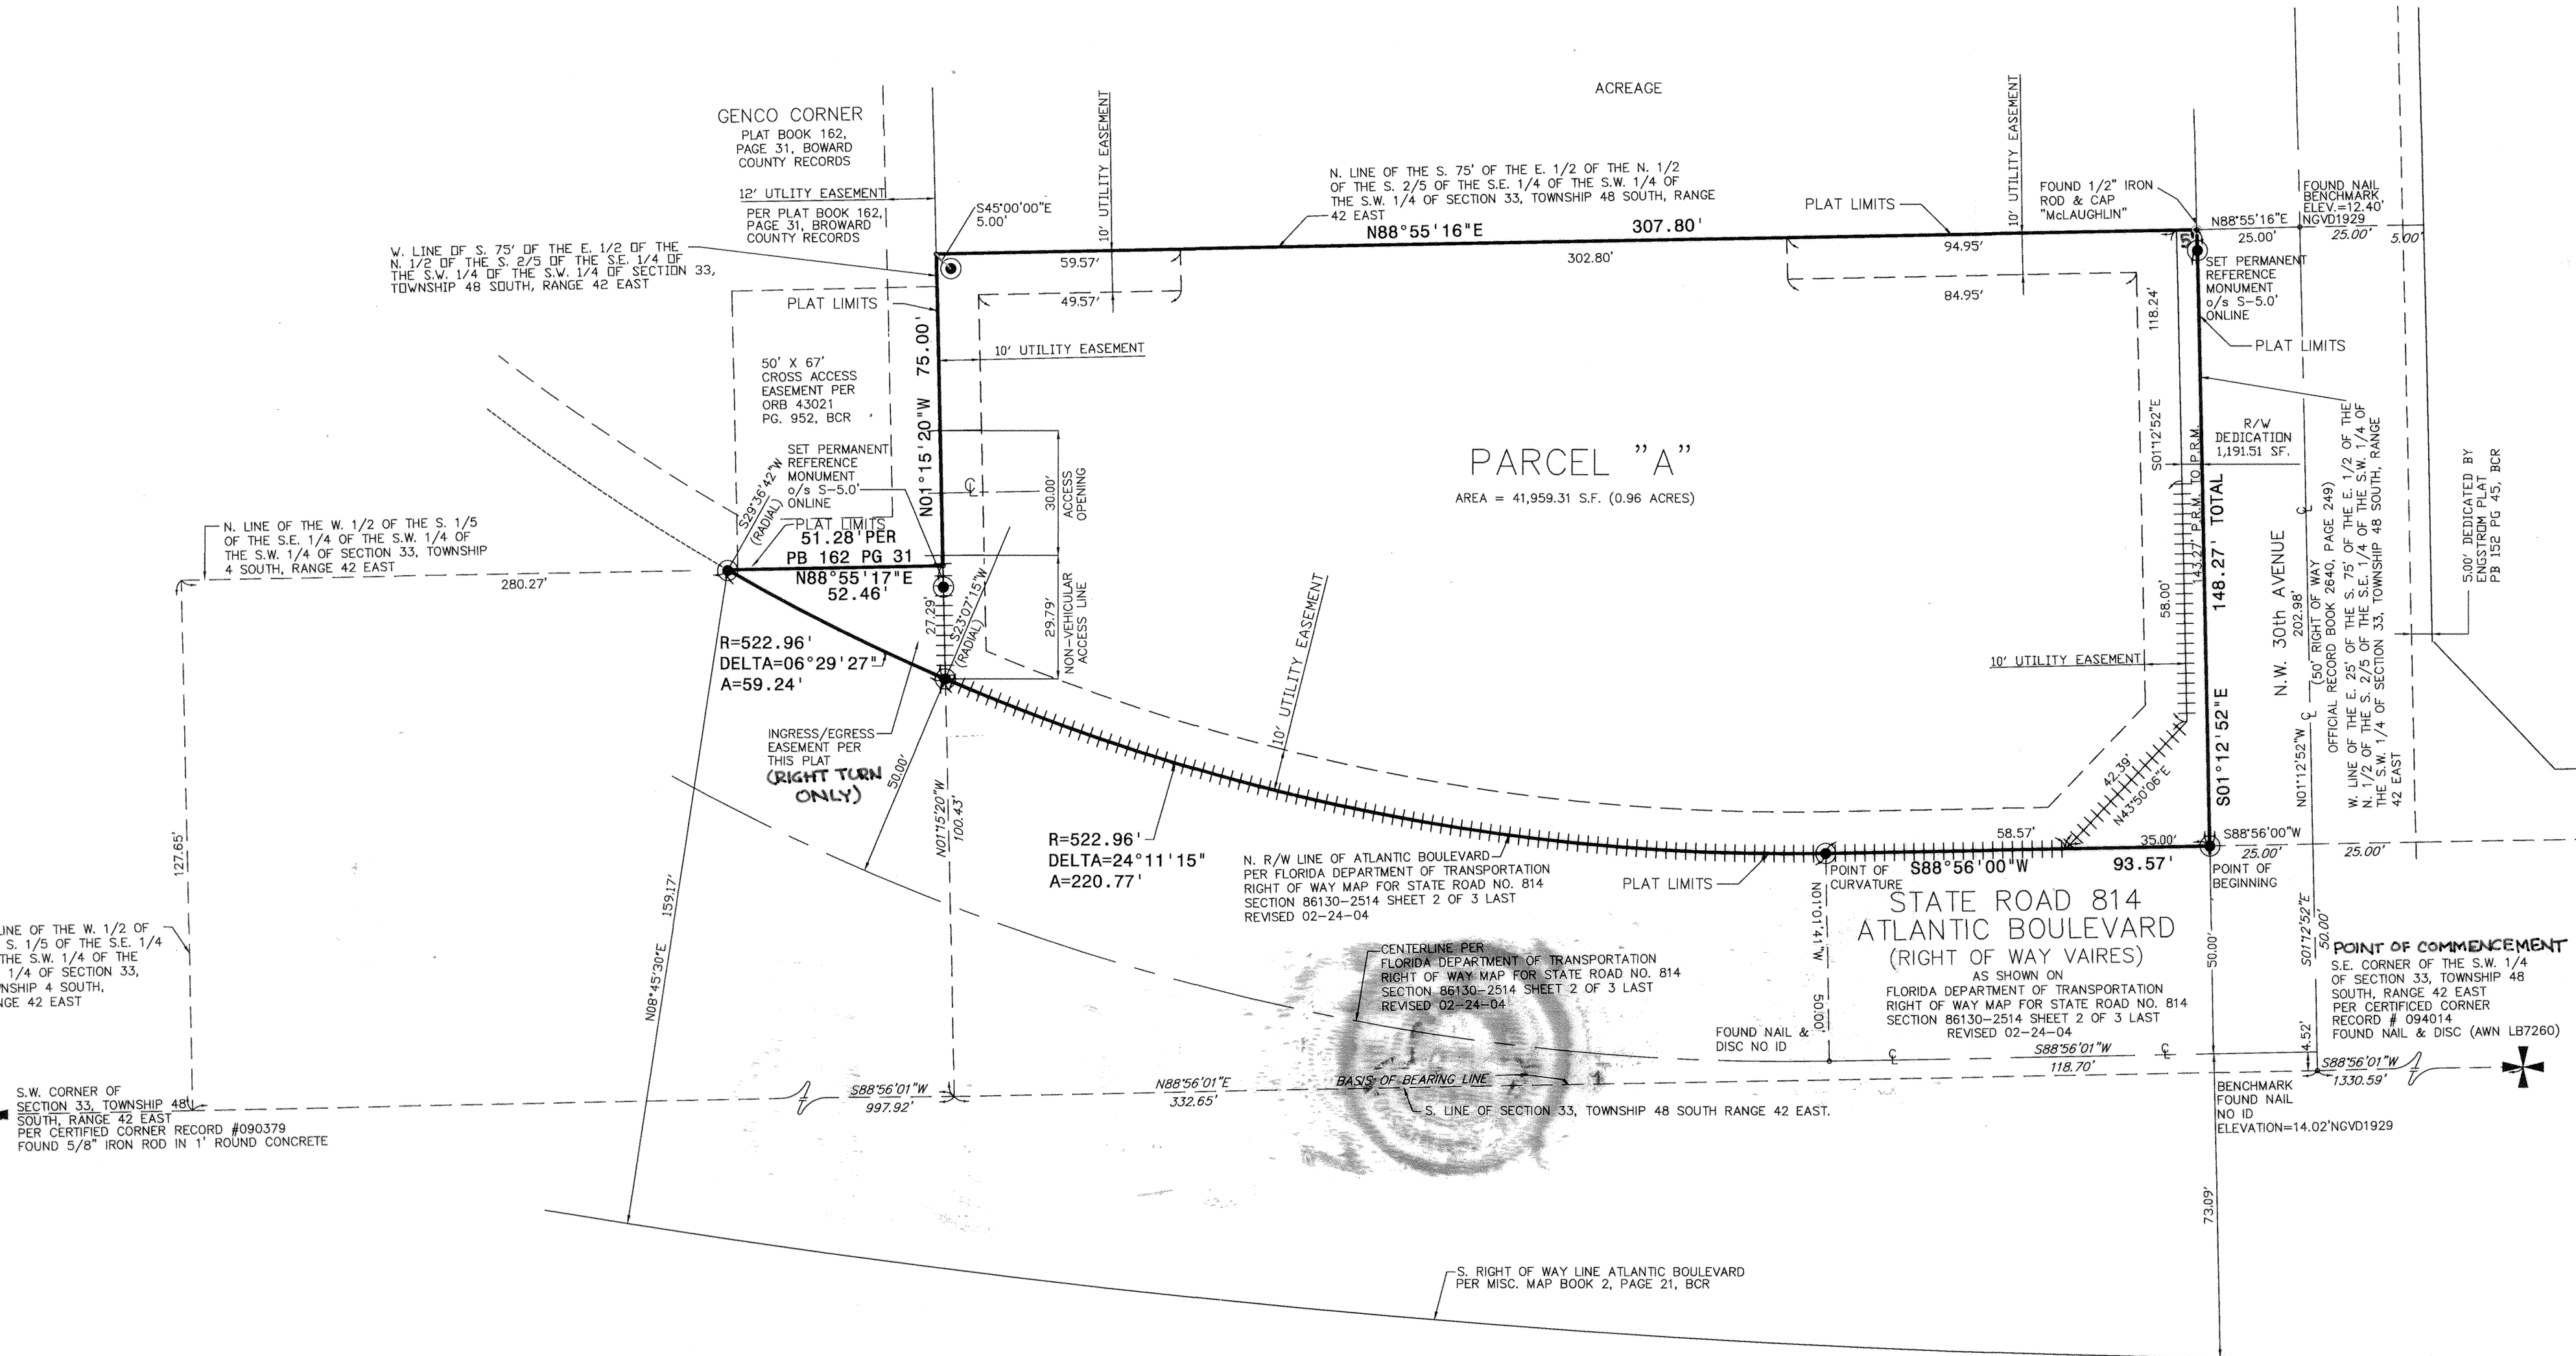 ACREAGE
GENCO CORNER
PLAT BOOK 162,
PAGE 31, BOWARD
COUNTY RECORDS
12' UTLITY EASEMENT
PER PLAT BOOK 162,
PAGE 31, BROWARD
COUNTY RECORDS
W. LINE OF S. 75' OF THE E. 1/2 OF THE
N. 1/2 OF THE S. 2/5 OF THE S.E. 1/4 OF
THE S.W. 1/4 OF THE S.W. 1/4 OF SECTION 33,
TOWNSHIP 48 SOUTH, RANGE 42 EAST
PLAT LIMITS
S45°00'00"E
5.00'
10' UTILITY EASEMENT
N. LINE OF THE S. 75' OF THE E. 1/2 OF THE N. 1/2
OF THE S. 2/5 OF THE S.E. 1/4 OF THE S.W. 1/4 OF
THE S.W. 1/4 OF SECTION 33, TOWNSHIP 48 SOUTH, RANGE
42 EAST
N88°55'16"E 307.80'
PLAT LIMITS
10' UTILITY EASEMENT
FOUND 1/2" IRON
ROD & CAP
"McLAUGHLIN"
FOUND NAIL
BENCHMARK
ELEV.=12.40'
NGVD1929
N88°55'16"E
25.00'
25.00'
5.00'
59.57'
302.80'
94.95'
5'
49.57'
84.95'
SET PERMANENT
REFERENCE
MONUMENT
o/s S-5.0'
ONLINE
PLAT LIMITS
118.24'
N01°15'20"W 75.00'
10' UTILITY EASEMENT
50' X 67'
CROSS ACCESS
EASEMENT PER
ORB 43021
PG. 952, BCR
SET PERMANENT
REFERENCE
MONUMENT
o/s S-5.0'
ONLINE
℄
30.00'
ACCESS
OPENING
PARCEL "A"
AREA = 41,959.31 S.F. (0.96 ACRES)
S01°12'52"E
R/W
DEDICATION
1,191.51 SF.
143.27' P.R.M. TO P.R.M.
148.27' TOTAL
58.00'
S01°12'52"E
N.W. 30th AVENUE
202.98'
(50' RIGHT OF WAY
OFFICIAL RECORD BOOK 2640, PAGE 249)
℄
℄
N01°12'52"W
W. LINE OF THE E. 25' OF THE S. 75' OF THE E. 1/2 OF THE
N. 1/2 OF THE S. 2/5 OF THE S.E. 1/4 OF THE S.W. 1/4 OF
THE S.W. 1/4 OF SECTION 33, TOWNSHIP 48 SOUTH, RANGE
42 EAST
5.00' DEDICATED BY
ENGSTROM PLAT
PB 152 PG 45, BCR
S29°36'42"W
(RADIAL)
PLAT LIMITS
51.28' PER
PB 162 PG 31
N88°55'17"E
52.46'
N. LINE OF THE W. 1/2 OF THE S. 1/5
OF THE S.E. 1/4 OF THE S.W. 1/4 OF
THE S.W. 1/4 OF SECTION 33, TOWNSHIP
4 SOUTH, RANGE 42 EAST
280.27'
27.29'
S23°07'15"W
(RADIAL)
29.79'
NON-VEHICULAR
ACCESS LINE
R=522.96'
DELTA=06°29'27"
A=59.24'
INGRESS/EGRESS
EASEMENT PER
THIS PLAT
(RIGHT TURN
ONLY)
50.00'
N01°15'20"W
100.43'
10' UTILITY EASEMENT
10' UTILITY EASEMENT
R=522.96'
DELTA=24°11'15"
A=220.77'
N. R/W LINE OF ATLANTIC BOULEVARD
PER FLORIDA DEPARTMENT OF TRANSPORTATION
RIGHT OF WAY MAP FOR STATE ROAD NO. 814
SECTION 86130-2514 SHEET 2 OF 3 LAST
REVISED 02-24-04
PLAT LIMITS
42.39'
N43°50'06"E
58.57'
35.00'
POINT OF
CURVATURE
S88°56'00"W
93.57'
S88°56'00"W
25.00'
25.00'
POINT OF
BEGINNING
127.65'
159.17'
N08°45'30"E
N01°01'41"W
50.00'
STATE ROAD 814
ATLANTIC BOULEVARD
(RIGHT OF WAY VAIRES)
AS SHOWN ON
FLORIDA DEPARTMENT OF TRANSPORTATION
RIGHT OF WAY MAP FOR STATE ROAD NO. 814
SECTION 86130-2514 SHEET 2 OF 3 LAST
REVISED 02-24-04
50.00'
S01°12'52"E
50.00'
4.52'
POINT OF COMMENCEMENT
S.E. CORNER OF THE S.W. 1/4
OF SECTION 33, TOWNSHIP 48
SOUTH, RANGE 42 EAST
PER CERTIFICED CORNER
RECORD # 094014
FOUND NAIL & DISC (AWN LB7260)
LINE OF THE W. 1/2 OF
S. 1/5 OF THE S.E. 1/4
THE S.W. 1/4 OF THE
1/4 OF SECTION 33,
NSHIP 4 SOUTH,
NGE 42 EAST
CENTERLINE PER
FLORIDA DEPARTMENT OF TRANSPORTATION
RIGHT OF WAY MAP FOR STATE ROAD NO. 814
SECTION 86130-2514 SHEET 2 OF 3 LAST
REVISED 02-24-04
FOUND NAIL &
DISC NO ID
℄
S88°56'01"W
118.70'
℄
S88°56'01"W
1330.59'
S.W. CORNER OF
SECTION 33, TOWNSHIP 48
SOUTH, RANGE 42 EAST
PER CERTIFIED CORNER RECORD #090379
FOUND 5/8" IRON ROD IN 1' ROUND CONCRETE
S88°56'01"W
997.92'
N88°56'01"E
332.65'
BASIS OF BEARING LINE
S. LINE OF SECTION 33, TOWNSHIP 48 SOUTH RANGE 42 EAST.
BENCHMARK
FOUND NAIL
NO ID
ELEVATION=14.02'NGVD1929
73.09'
S. RIGHT OF WAY LINE ATLANTIC BOULEVARD
PER MISC. MAP BOOK 2, PAGE 21, BCR